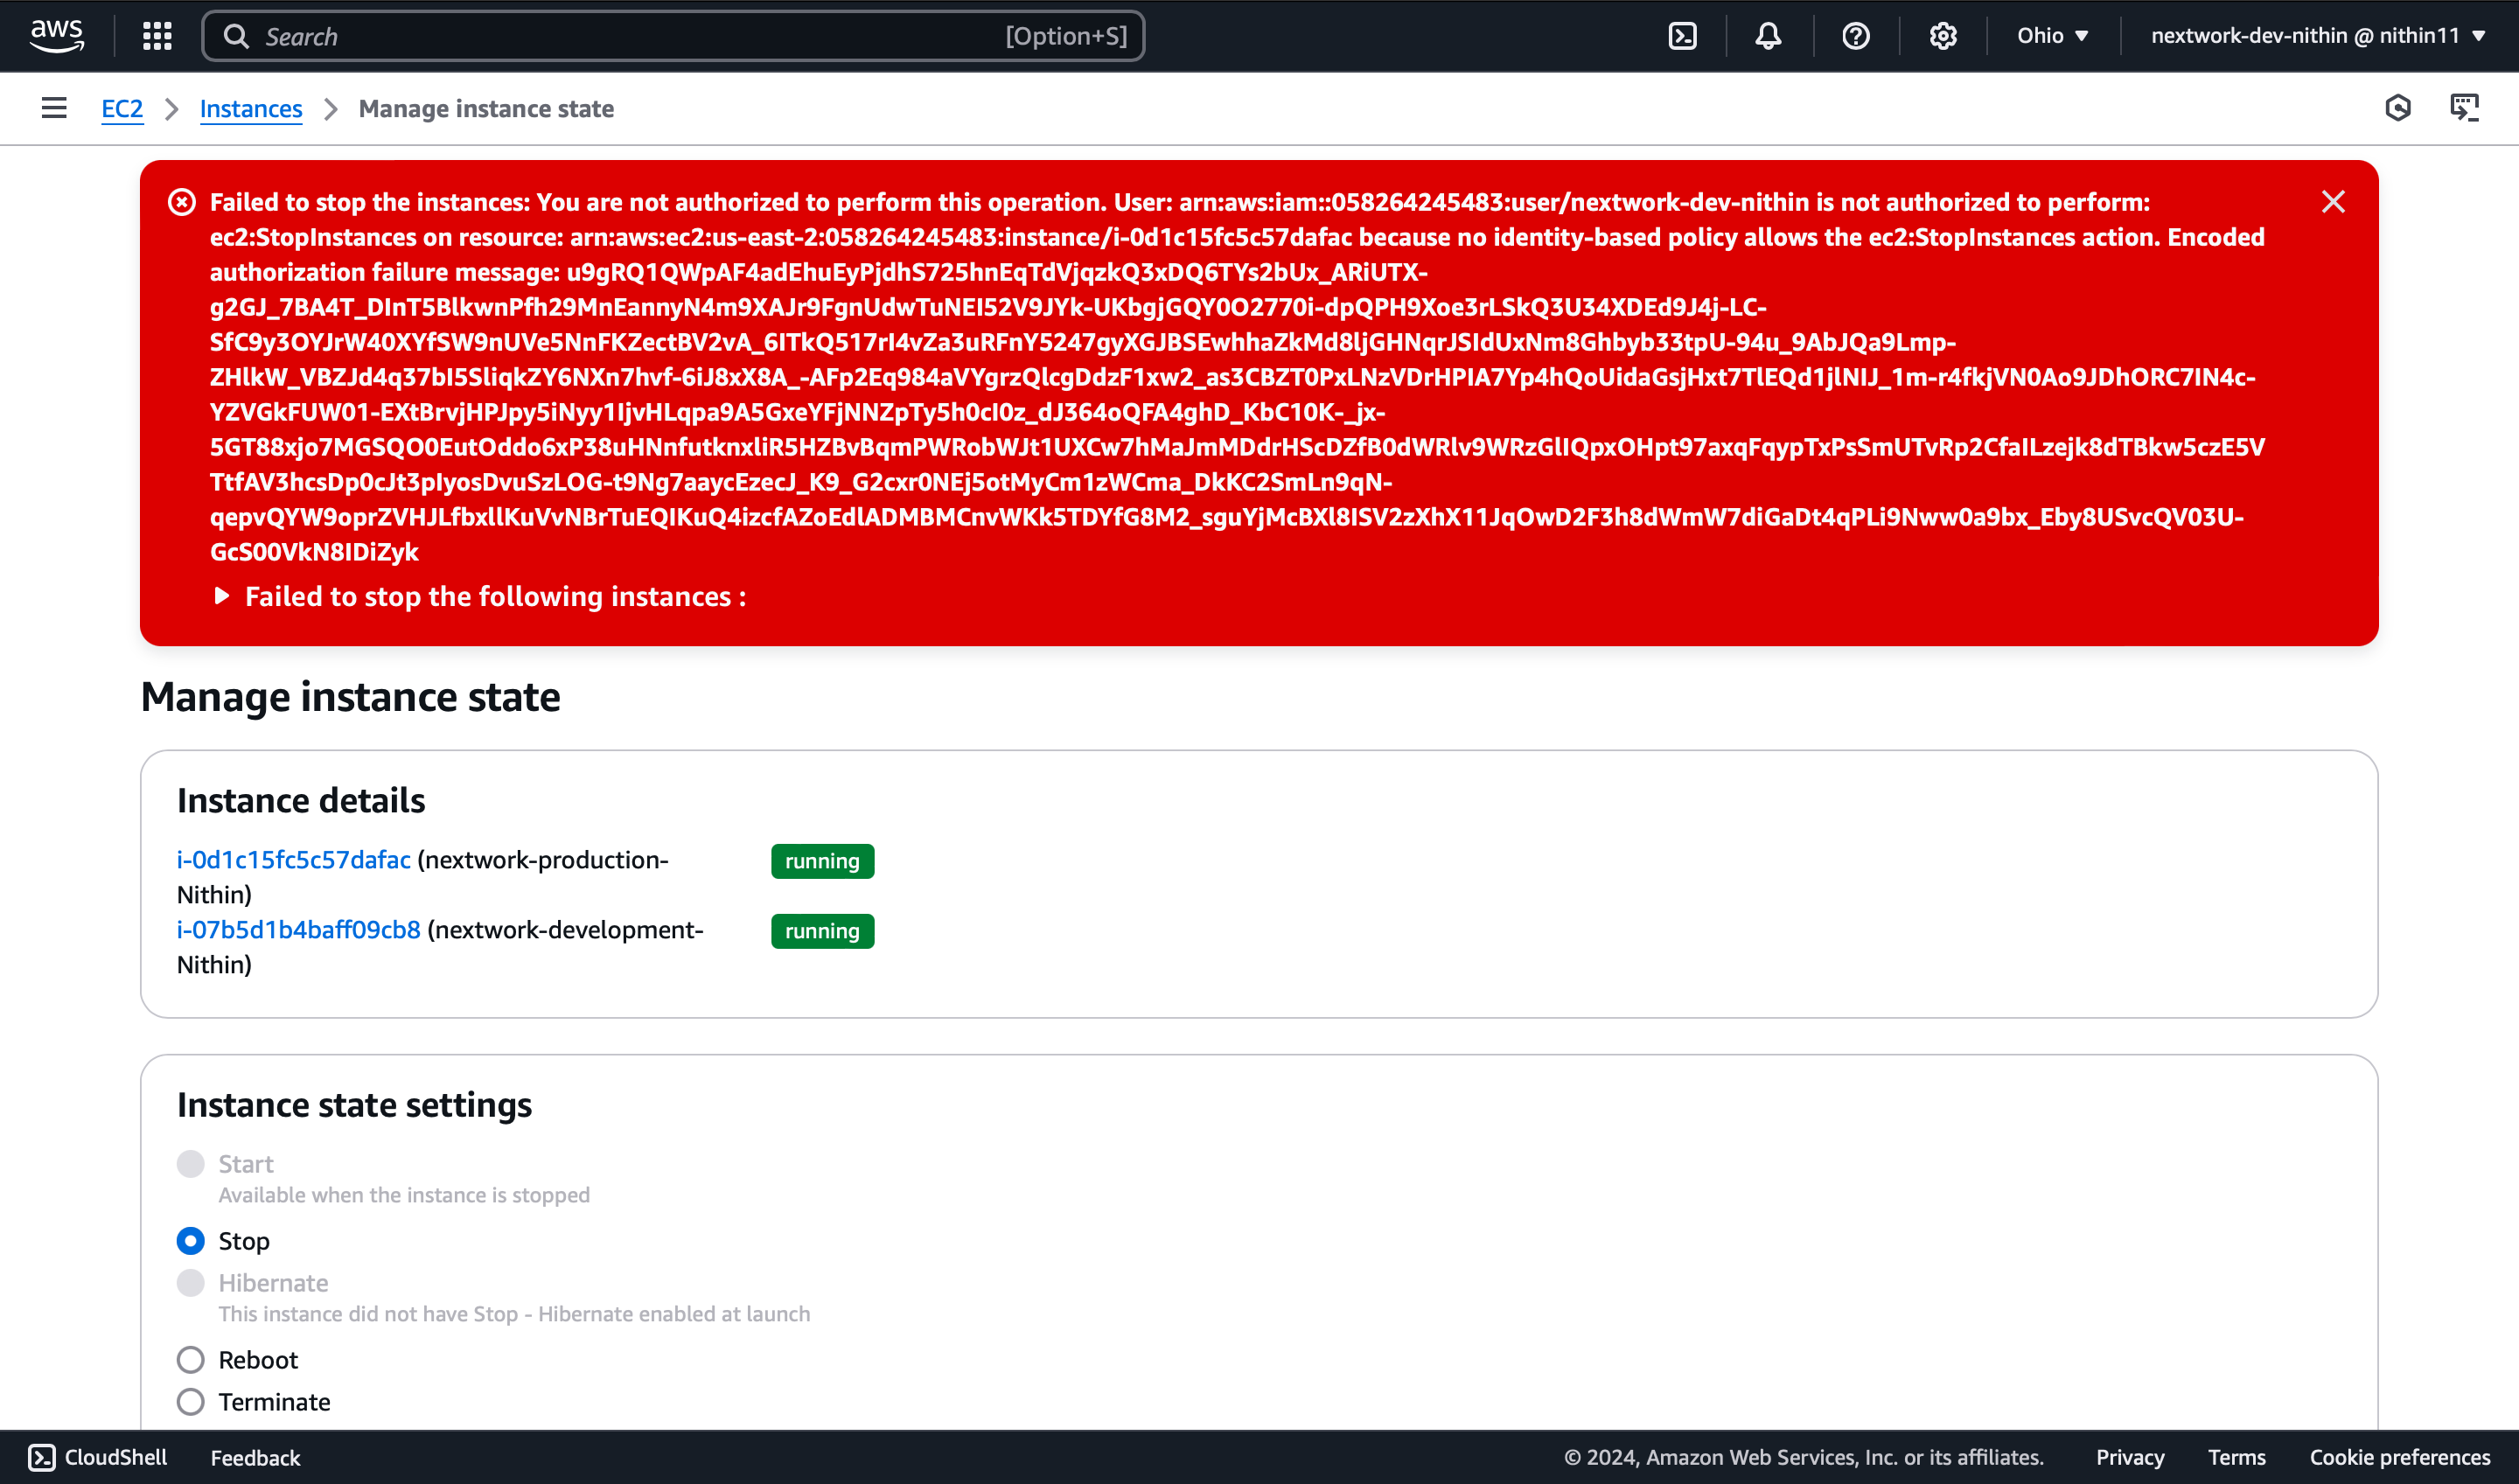 aws
Search
[Option+S]
Ohio
nextwork-dev-nithin @ nithin11
EC2
Instances
Manage instance state
Failed to stop the instances: You are not authorized to perform this operation. User: arn:aws:iam::058264245483:user/nextwork-dev-nithin is not authorized to perform:
ec2:StopInstances on resource: arn:aws:ec2:us-east-2:058264245483:instance/i-0d1c15fc5c57dafac because no identity-based policy allows the ec2:StopInstances action. Encoded
authorization failure message: u9gRQ1QWpAF4adEhuEyPjdhS725hnEqTdVjqzkQ3xDQ6TYs2bUx_ARiUTX-
g2GJ_7BA4T_DInT5BlkwnPfh29MnEannyN4m9XAJr9FgnUdwTuNEI52V9JYk-UKbgjGQY0O2770i-dpQPH9Xoe3rLSkQ3U34XDEd9J4j-LC-
SfC9y3OYJrW40XYfSW9nUVe5NnFKZectBV2vA_6ITkQ517rI4vZa3uRFnY5247gyXGJBSEwhhaZkMd8ljGHNqrJSIdUxNm8Ghbyb33tpU-94u_9AbJQa9Lmp-
ZHlkW_VBZJd4q37bI5SliqkZY6NXn7hvf-6iJ8xX8A_-AFp2Eq984aVYgrzQlcgDdzF1xw2_as3CBZT0PxLNzVDrHPIA7Yp4hQoUidaGsjHxt7TlEQd1jlNIJ_1m-r4fkjVN0Ao9JDhORC7IN4c-
YZVGkFUW01-EXtBrvjHPJpy5iNyy1IjvHLqpa9A5GxeYFjNNZpTy5h0cI0z_dJ364oQFA4ghD_KbC10K-_jx-
5GT88xjo7MGSQO0EutOddo6xP38uHNnfutknxliR5HZBvBqmPWRobWJt1UXCw7hMaJmMDdrHScDZfB0dWRlv9WRzGlIQpxOHpt97axqFqypTxPsSmUTvRp2CfaILzejk8dTBkw5czE5V
TtfAV3hcsDp0cJt3pIyosDvuSzLOG-t9Ng7aaycEzecJ_K9_G2cxr0NEj5otMyCm1zWCma_DkKC2SmLn9qN-
qepvQYW9oprZVHJLfbxllKuVvNBrTuEQIKuQ4izcfAZoEdlADMBMCnvWKk5TDYfG8M2_sguYjMcBXl8ISV2zXhX11JqOwD2F3h8dWmW7diGaDt4qPLi9Nww0a9bx_Eby8USvcQV03U-
GcS00VkN8IDiZyk
Failed to stop the following instances :
Manage instance state
Instance details
i-0d1c15fc5c57dafac (nextwork-production-
Nithin)
running
i-07b5d1b4baff09cb8 (nextwork-development-
Nithin)
running
Instance state settings
Start
Available when the instance is stopped
Stop
Hibernate
This instance did not have Stop - Hibernate enabled at launch
Reboot
Terminate
CloudShell
Feedback
© 2024, Amazon Web Services, Inc. or its affiliates.
Privacy
Terms
Cookie preferences